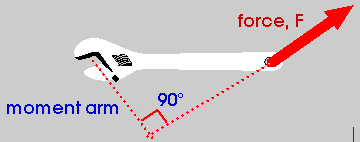 force, F
moment arm
90°